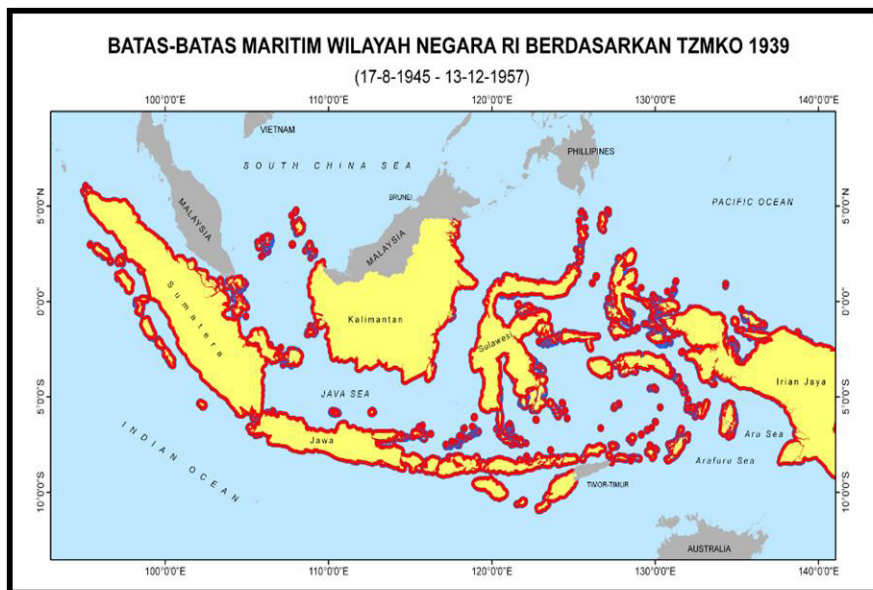 BATAS-BATAS MARITIM WILAYAH NEGARA RI BERDASARKAN TZMKO 1939
(17-8-1945 - 13-12-1957)
100°0'0"E 110°0'0"E 120°0'0"E 130°0'0"E 140°0'0"E
VIETNAM
PHILLIPINES
SOUTH CHINA SEA
BRUNEI
PACIFIC OCEAN
5°0'0"N 5°0'0"N
MALAYSIA
MALAYSIA
0°0'0"E 0°0'0"E
Sumatera
Kalimantan
Sulawesi
Irian Jaya
5°0'0"S 5°0'0"S
JAVA SEA
Jawa
Aru Sea
Arafuru Sea
INDIAN OCEAN
TIMOR-TIMUR
10°0'0"S 10°0'0"S
AUSTRALIA
100°0'0"E 110°0'0"E 120°0'0"E 130°0'0"E 140°0'0"E